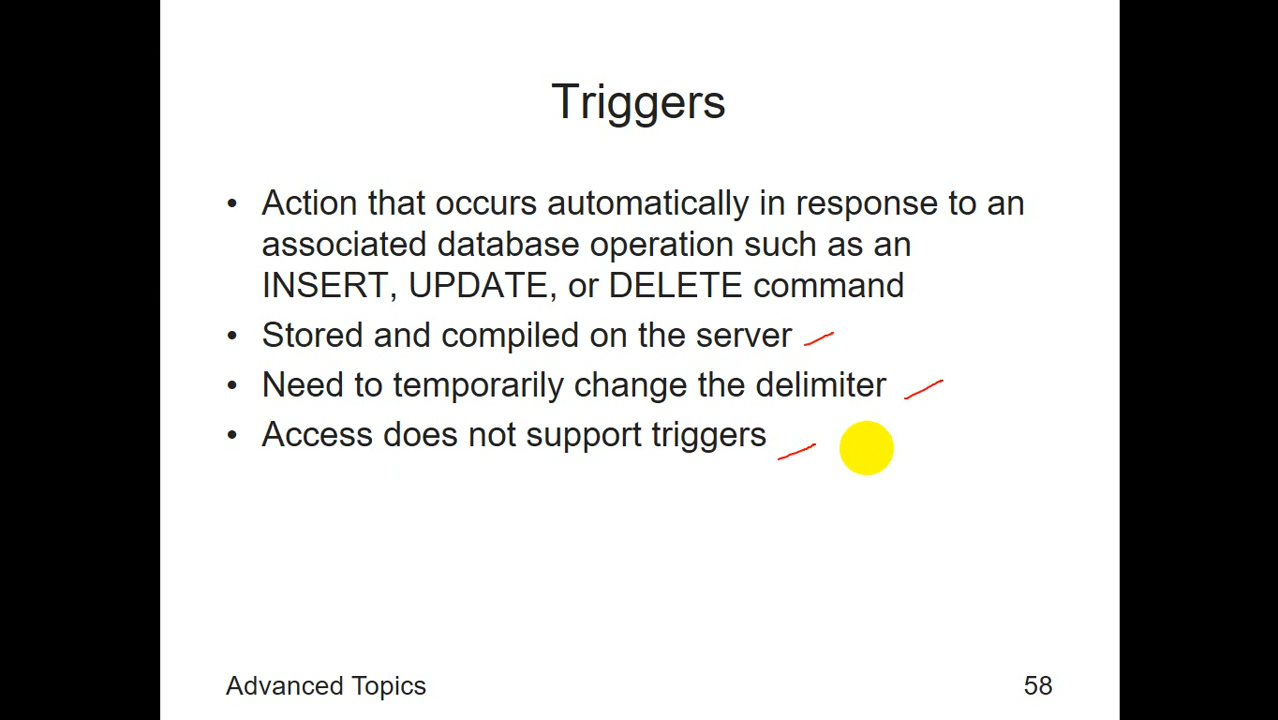 Triggers
• Action that occurs automatically in response to an
associated database operation such as an
INSERT, UPDATE, or DELETE command
• Stored and compiled on the server
• Need to temporarily change the delimiter
• Access does not support triggers
Advanced Topics 58